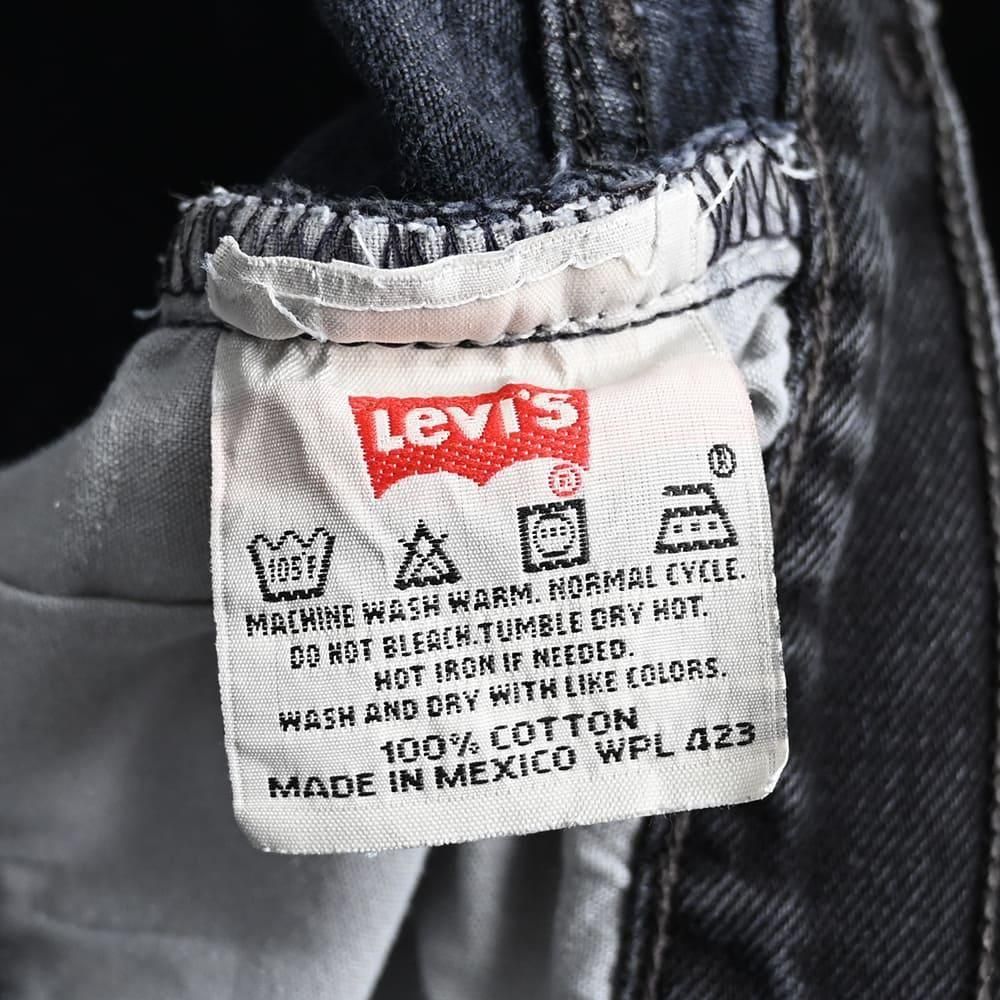 Levi's
®
®
105F
MACHINE WASH WARM. NORMAL CYCLE.
DO NOT BLEACH.TUMBLE DRY HOT.
HOT IRON IF NEEDED.
WASH AND DRY WITH LIKE COLORS.
100% COTTON
MADE IN MEXICO WPL 423